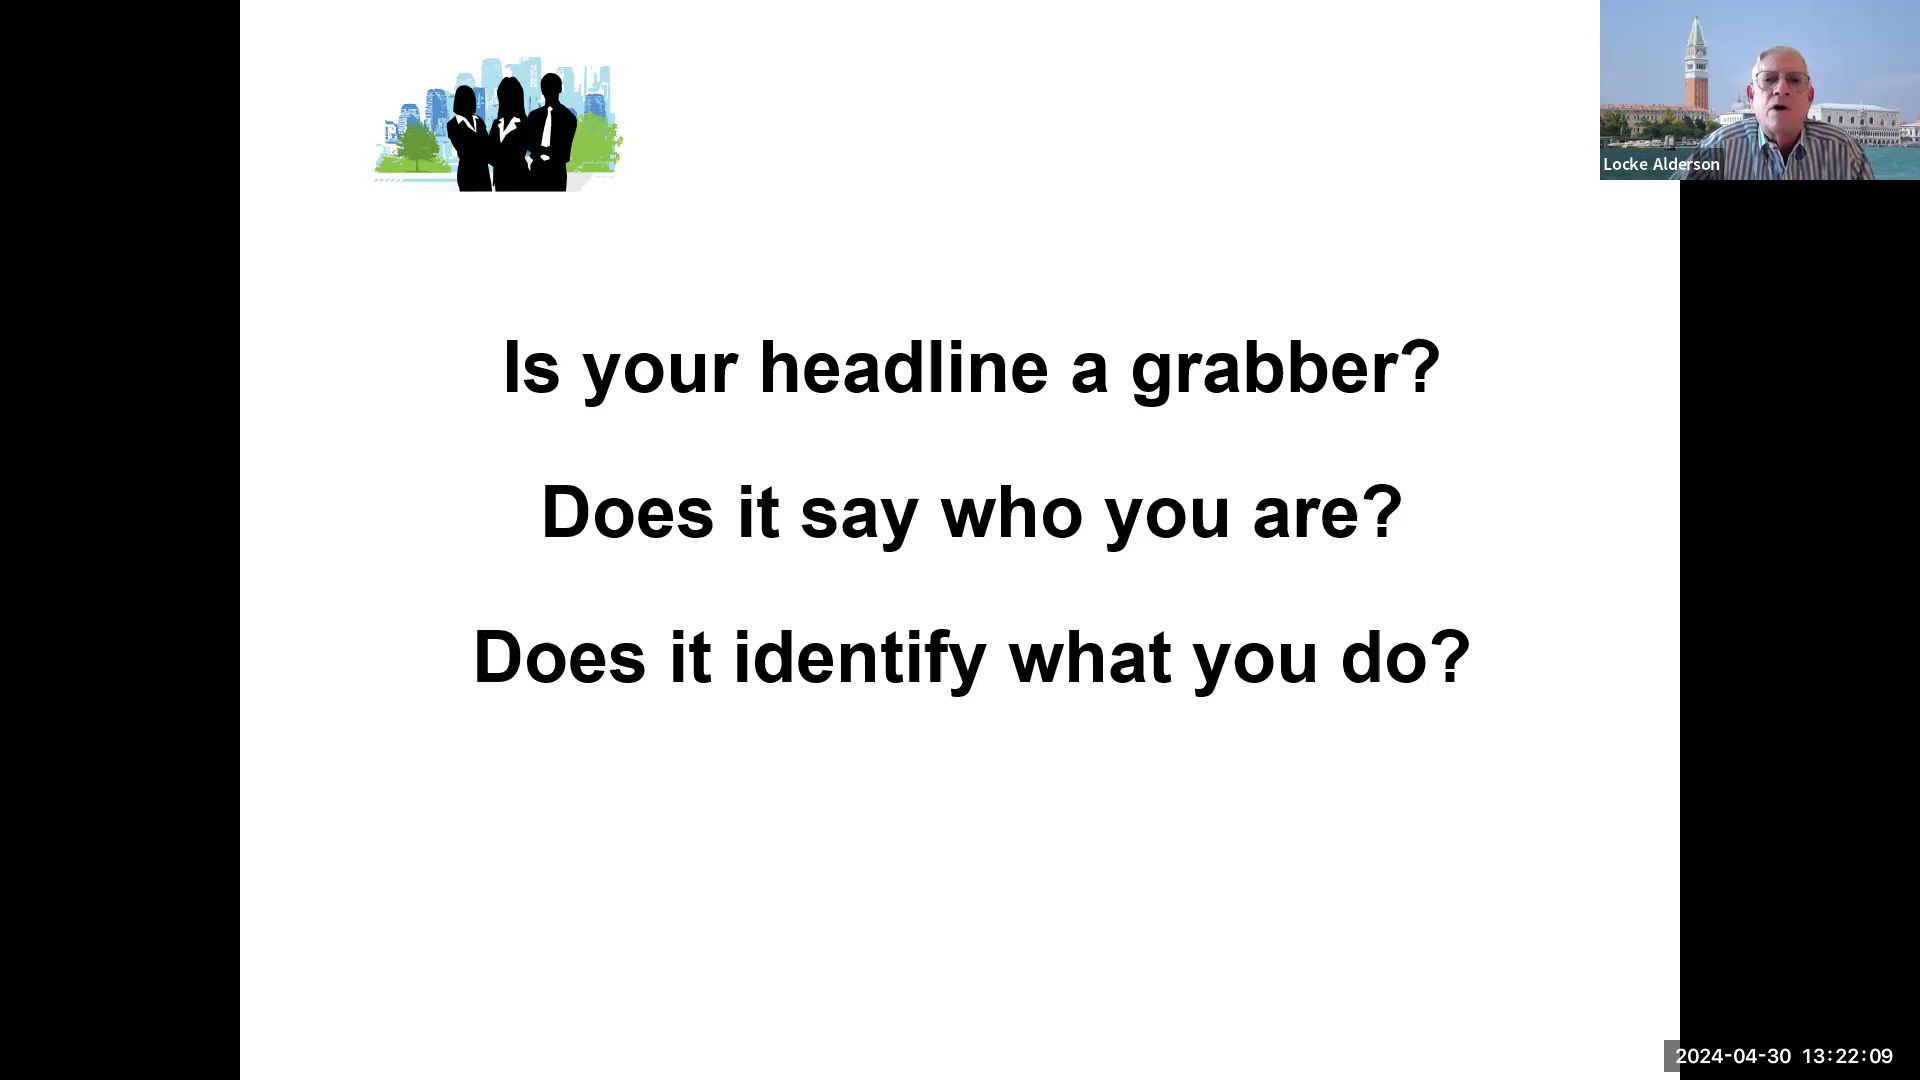 Locke Alderson
Is your headline a grabber?
Does it say who you are?
Does it identify what you do?
2024-04-30 13:22:09